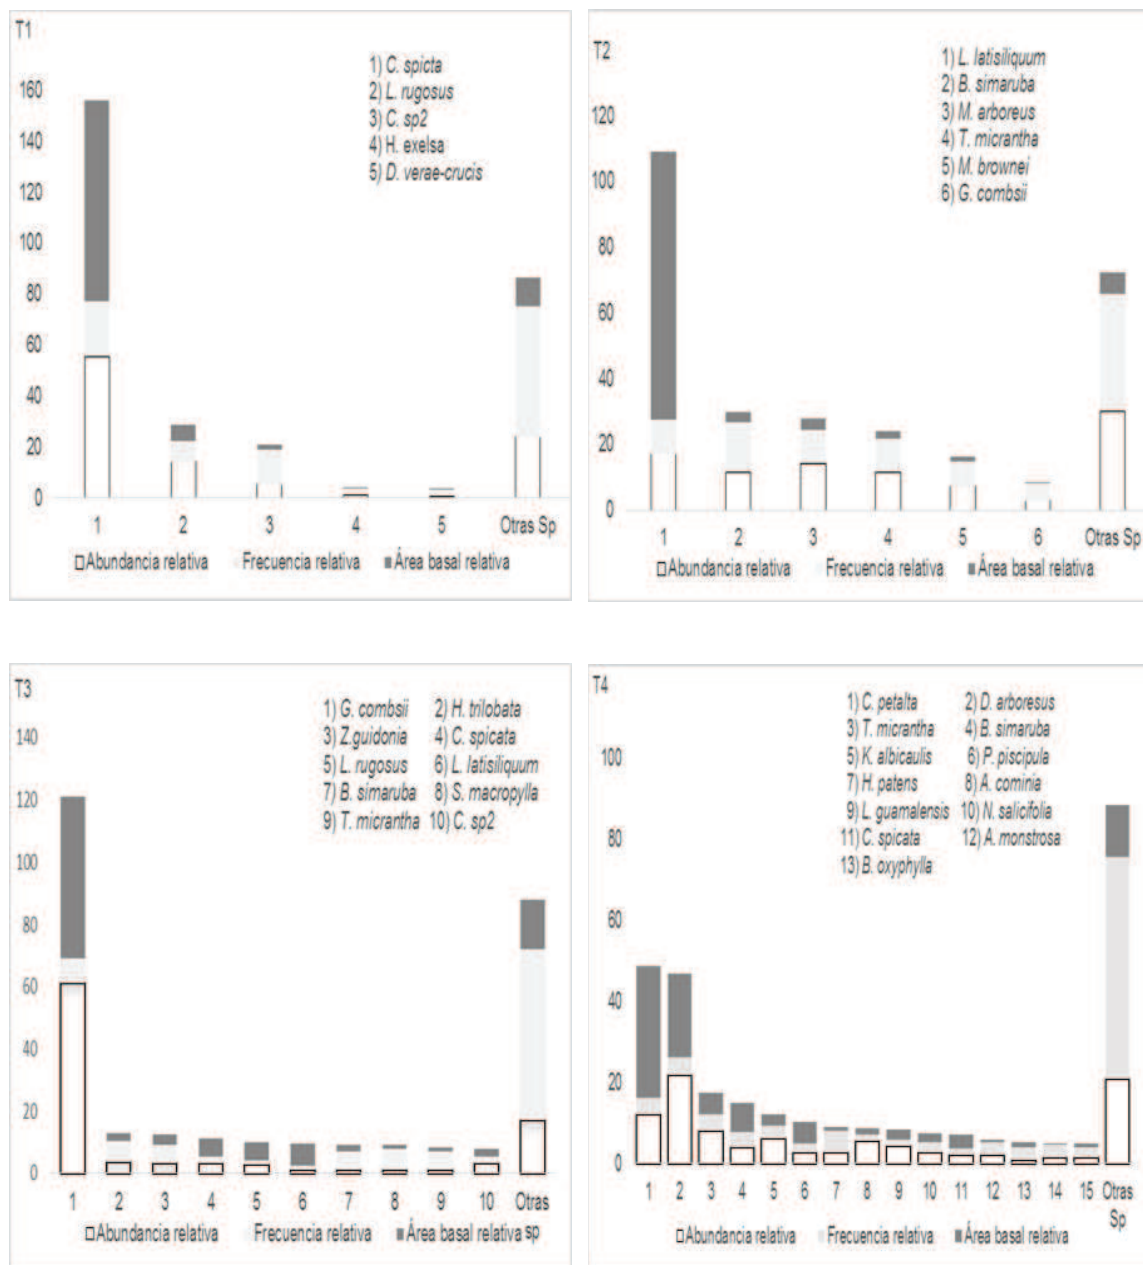 T1
1) C. spicta
2) L. rugosus
3) C. sp2
4) H. exelsa
5) D. verae-crucis
160
140
120
100
80
60
40
20
0
1 2 3 4 5 Otras Sp
Abundancia relativa Frecuencia relativa Área basal relativa
T2
1) L. latisiliquum
2) B. simaruba
3) M. arboreus
4) T. micrantha
5) M. brownei
6) G. combsii
120
100
80
60
40
20
0
1 2 3 4 5 6 Otras Sp
Abundancia relativa Frecuencia relativa Área basal relativa
T3
1) G. combsii 2) H. trilobata
3) Z.guidonia 4) C. spicata
5) L. rugosus 6) L. latisiliquum
7) B. simaruba 8) S. macropylla
9) T. micrantha 10) C. sp2
140
120
100
80
60
40
20
0
1 2 3 4 5 6 7 8 9 10 Otras
sp
Abundancia relativa Frecuencia relativa Área basal relativa
T4
1) C. petalta 2) D. arboresus
3) T. micrantha 4) B. simaruba
5) K. albicaulis 6) P. piscipula
7) H. patens 8) A. cominia
9) L. guamalensis 10) N. salicifolia
11) C. spicata 12) A. monstrosa
13) B. oxyphylla
100
80
60
40
20
0
1 2 3 4 5 6 7 8 9 10 11 12 13 14 15 Otras
Sp
Abundancia relativa Frecuencia relativa Área basal relativa